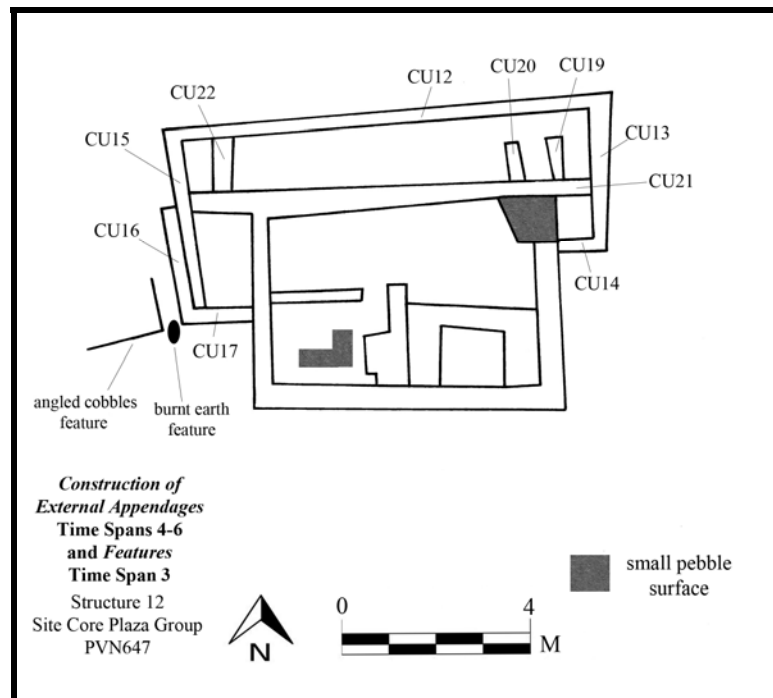 CU12
CU20
CU19
CU22
CU15
CU13
CU21
CU16
CU14
CU17
angled cobbles
feature
burnt earth
feature
Construction of
External Appendages
Time Spans 4-6
and Features
Time Span 3
Structure 12
Site Core Plaza Group
PVN647
N
0 4
M
small pebble
surface